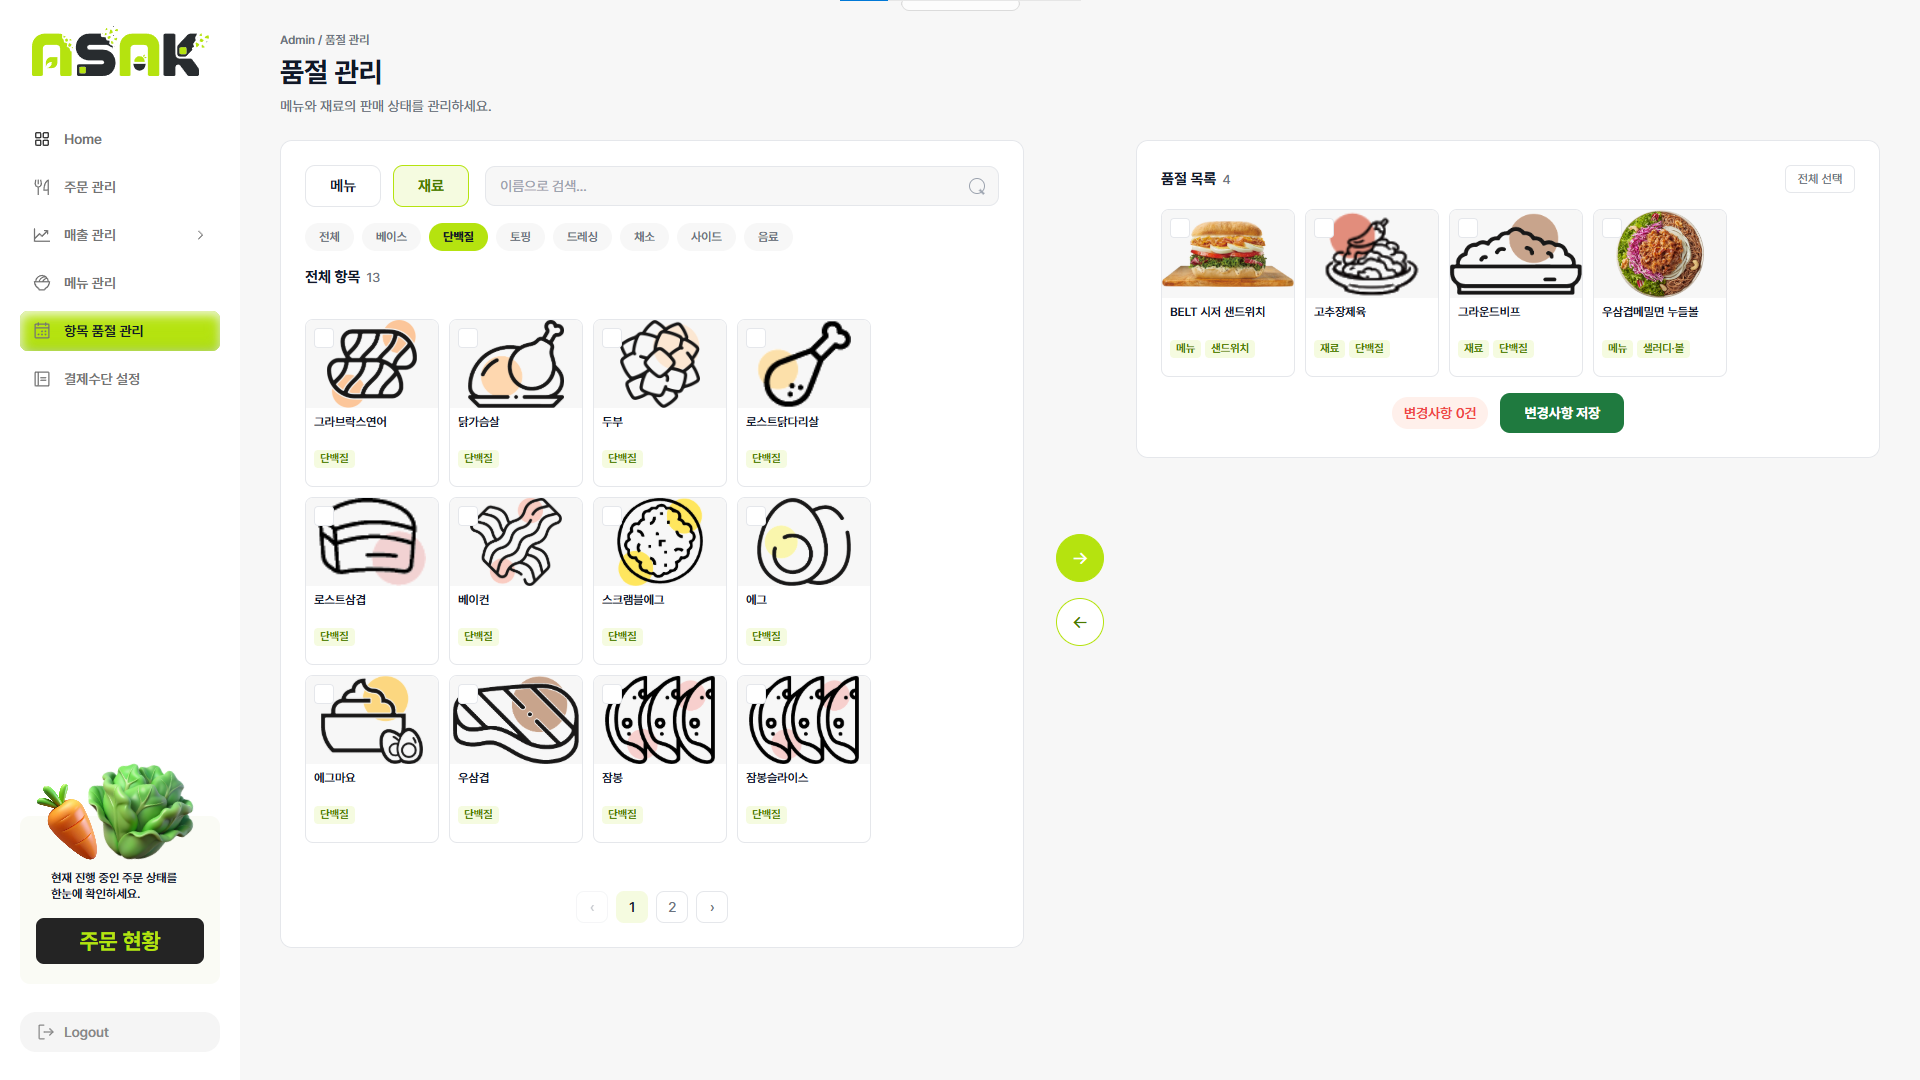 ASAK
Home
주문 관리
매출 관리
메뉴 관리
항목 품절 관리
결제수단 설정
현재 진행 중인 주문 상태를
한눈에 확인하세요.
주문 현황
Logout
Admin / 품절 관리
품절 관리
메뉴와 재료의 판매 상태를 관리하세요.
메뉴
재료
이름으로 검색...
전체
베이스
단백질
토핑
드레싱
채소
사이드
음료
전체 항목 13
그라브락스연어
단백질
닭가슴살
단백질
두부
단백질
로스트닭다리살
단백질
로스트삼겹
단백질
베이컨
단백질
스크램블에그
단백질
에그
단백질
에그마요
단백질
우삼겹
단백질
잠봉
단백질
잠봉슬라이스
단백질
‹ 1 2 ›
품절 목록 4
전체 선택
BELT 시저 샌드위치
메뉴 샌드위치
고추장제육
재료 단백질
그라운드비프
재료 단백질
우삼겹메밀면 누들볼
메뉴 샐러디·볼
변경사항 0건
변경사항 저장